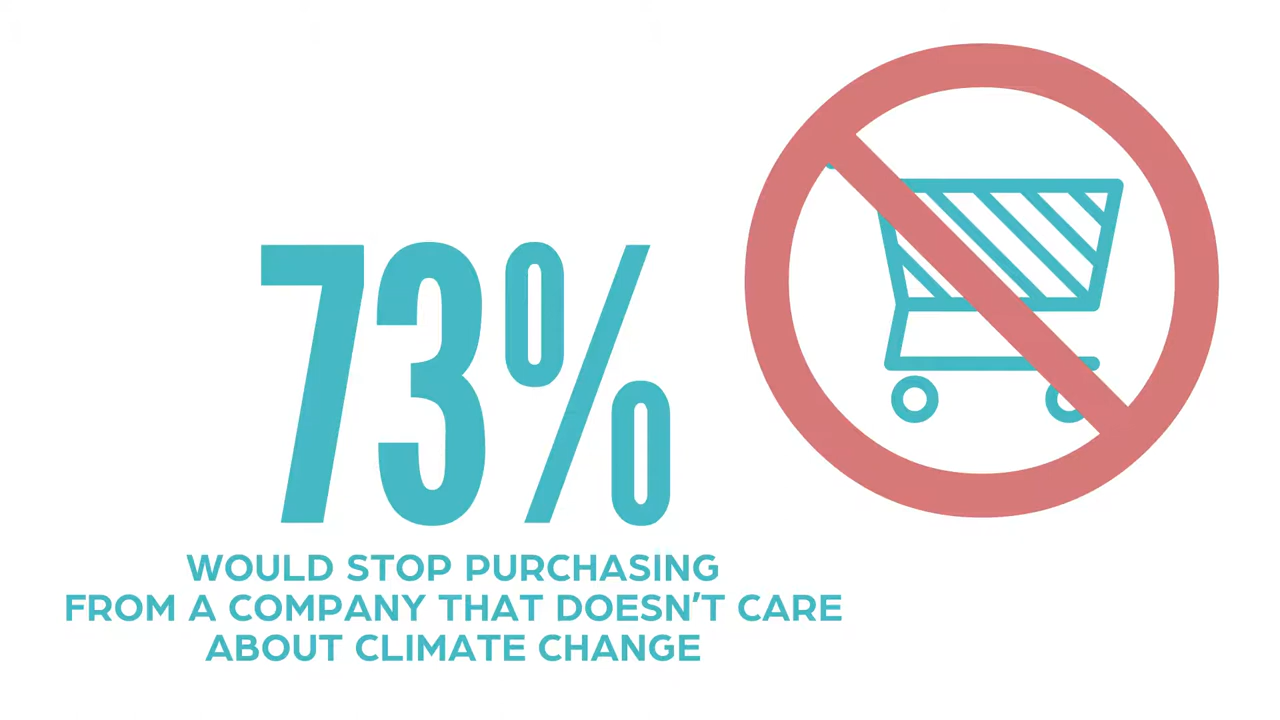 73%
WOULD STOP PURCHASING
FROM A COMPANY THAT DOESN'T CARE
ABOUT CLIMATE CHANGE